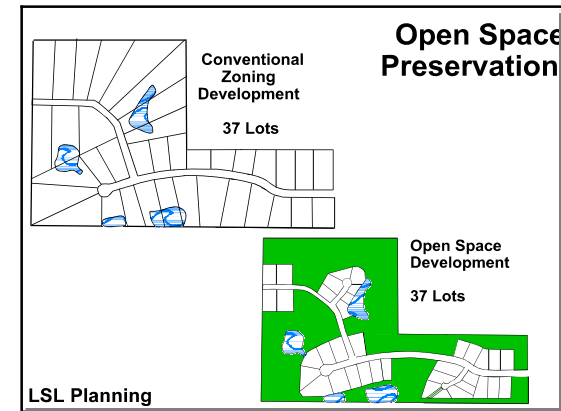 Open Space
Preservation
Conventional
Zoning
Development
37 Lots
Open Space
Development
37 Lots
LSL Planning